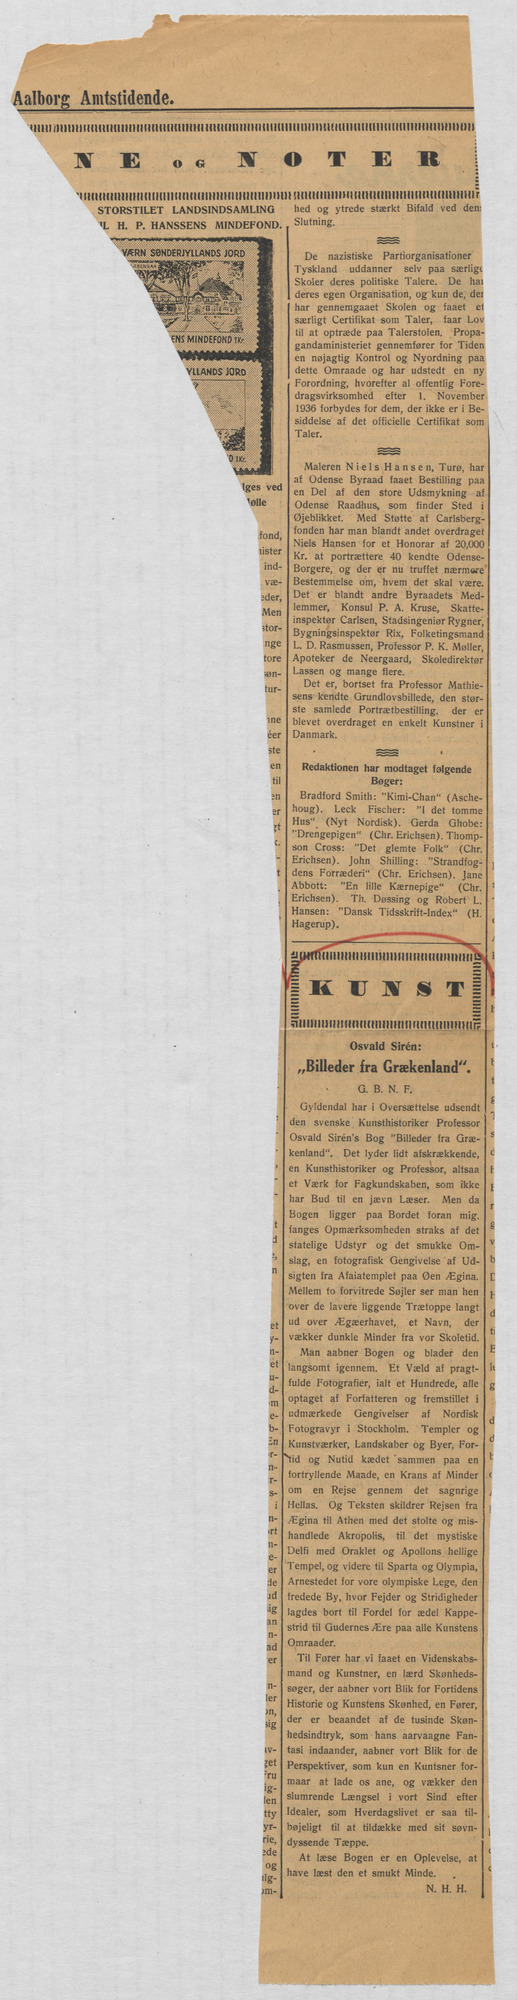 Aalborg Amtstidende.
NE OG NOTER
STORSTILET LANDSINDSAMLING
H. P. HANSSENS MINDEFOND.
VÆRN SØNDERJYLLANDS JORD
MINDEFOND 1Kr.
JORD
1Kr.
ved
hed og ytrede stærkt Bifald ved den
Slutning.
De nazistiske Partiorganisationer
Tyskland uddanner selv paa særlige
Skoler deres politiske Talere. De har
deres egen Organisation, og kun de, der
har gennemgaaet Skolen og faaet et
særligt Certifikat som Taler, faar Lov
til at optræde paa Talerstolen. Propa-
gandaministeriet gennemfører for Tiden
en nøjagtig Kontrol og Nyordning paa
dette Omraade og har udstedt en ny
Forordning, hvorefter al offentlig Fore-
dragsvirksomhed efter 1. November
1936 forbydes for dem, der ikke er i Be-
siddelse af det officielle Certifikat som
Taler.
Maleren Niels Hansen, Turø, har
af Odense Byraad faaet Bestilling paa
en Del af den store Udsmykning af
Odense Raadhus, som finder Sted i
Øjeblikket. Med Støtte af Carlsberg-
fonden har man blandt andet overdraget
Niels Hansen for et Honorar af 20,000
Kr. at portrættere 40 kendte Odense-
Borgere, og der er nu truffet nærmere
Bestemmelse om, hvem det skal være.
Det er blandt andre Byraadets Med-
lemmer, Konsul P. A. Kruse, Skatte-
inspektør Carlsen, Stadsingeniør Rygner,
Bygningsinspektør Rix, Folketingsmand
L. D. Rasmussen, Professor P. K. Møller,
Apoteker de Neergaard, Skoledirektør
Lassen og mange flere.
Det er, bortset fra Professor Mathie-
sens kendte Grundlovsbillede, den stør-
ste samlede Portrætbestilling, der er
blevet overdraget en enkelt Kunstner i
Danmark.
Redaktionen har modtaget følgende
Bøger:
Bradford Smith: "Kimi-Chan" (Asche-
houg). Leck Fischer: "I det tomme
Hus" (Nyt Nordisk). Gerda Ghobe:
"Drengepigen" (Chr. Erichsen). Thomp-
son Cross: "Det glemte Folk" (Chr.
Erichsen). John Shilling: "Strandfog-
dens Forræderi" (Chr. Erichsen). Jane
Abbott: "En lille Kærnepige" (Chr.
Erichsen). Th. Døssing og Robert L.
Hansen: "Dansk Tidsskrift-Index" (H.
Hagerup).
KUNST
Osvald Sirén:
„Billeder fra Grækenland".
G. B. N. F.
Gyldendal har i Oversættelse udsendt
den svenske Kunsthistoriker Professor
Osvald Sirén's Bog "Billeder fra Græ-
kenland". Det lyder lidt afskrækkende,
en Kunsthistoriker og Professor, altsaa
et Værk for Fagkundskaben, som ikke
har Bud til en jævn Læser. Men da
Bogen ligger paa Bordet foran mig,
fanges Opmærksomheden straks af det
statelige Udstyr og det smukke Om-
slag, en fotografisk Gengivelse af Ud-
sigten fra Afaiatemplet paa Øen Ægina.
Mellem to forvitrede Søjler ser man hen
over de lavere liggende Trætoppe langt
ud over Ægæerhavet, et Navn, der
vækker dunkle Minder fra vor Skoletid.
Man aabner Bogen og blader den
langsomt igennem. Et Væld af pragt-
fulde Fotografier, ialt et Hundrede, alle
optaget af Forfatteren og fremstillet i
udmærkede Gengivelser af Nordisk
Fotogravyr i Stockholm. Templer og
Kunstværker, Landskaber og Byer, For-
tid og Nutid kædet sammen paa en
fortryllende Maade, en Krans af Minder
om en Rejse gennem det sagnrige
Hellas. Og Teksten skildrer Rejsen fra
Ægina til Athen med det stolte og mis-
handlede Akropolis, til det mystiske
Delfi med Oraklet og Apollons hellige
Tempel, og videre til Sparta og Olympia,
Arnestedet for vore olympiske Lege, den
fredede By, hvor Fejder og Stridigheder
lagdes bort til Fordel for ædel Kappe-
strid til Gudernes Ære paa alle Kunstens
Omraader.
Til Fører har vi faaet en Videnskabs-
mand og Kunstner, en lærd Skønheds-
søger, der aabner vort Blik for Fortidens
Historie og Kunstens Skønhed, en Fører,
der er beaandet af de tusinde Skøn-
hedsindtryk, som hans aarvaagne Fan-
tasi indaander, aabner vort Blik for de
Perspektiver, som kun en Kuntsner for-
maar at lade os ane, og vækker den
slumrende Længsel i vort Sind efter
Idealer, som Hverdagslivet er saa til-
bøjeligt til at tildække med sit søvn-
dyssende Tæppe.
At læse Bogen er en Oplevelse, at
have læst den et smukt Minde.
N. H. H.